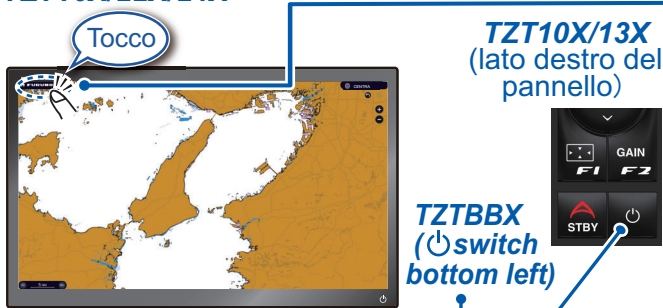 Tocco
TZT10X/13X
(lato destro del
pannello)
FURUNO
CENTRA
GAIN
F1
F2
STBY
TZTBBX
(⏻switch
bottom left)